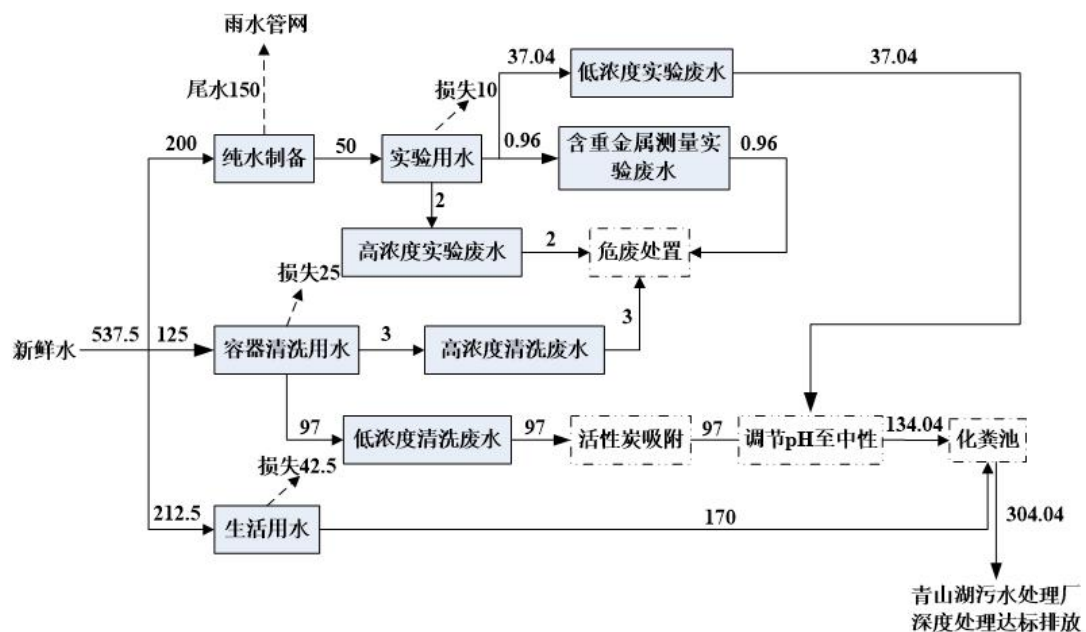 雨水管网
尾水150
损失10
37.04
低浓度实验废水
37.04
200
纯水制备
50
实验用水
0.96
含重金属测量实
验废水
0.96
2
高浓度实验废水
2
危废处置
损失25
新鲜水
537.5
125
容器清洗用水
3
高浓度清洗废水
3
97
低浓度清洗废水
97
活性炭吸附
97
调节pH至中性
134.04
化粪池
损失42.5
212.5
生活用水
170
304.04
青山湖污水处理厂
深度处理达标排放